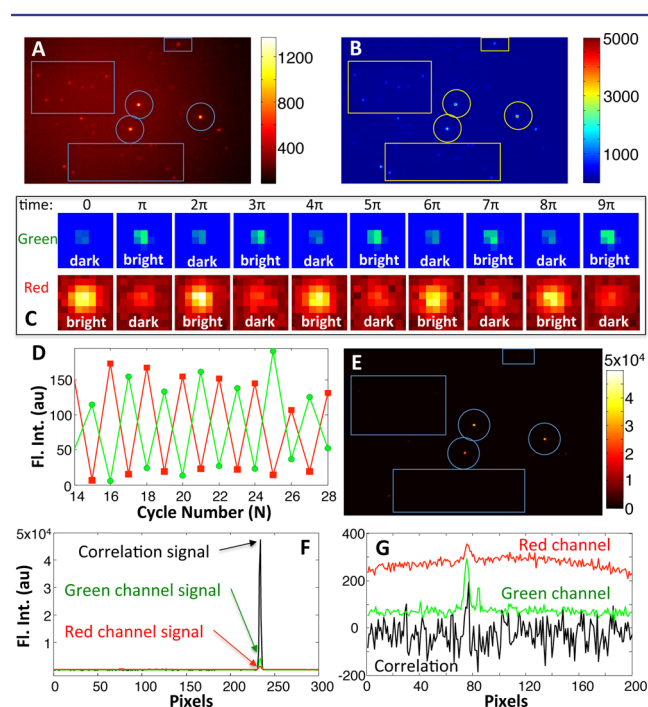 A
B
1200
800
400
5000
3000
1000
time: 0 π 2π 3π 4π 5π 6π 7π 8π 9π
Green
dark bright dark bright dark bright dark bright dark bright
Red
bright dark bright dark bright dark bright dark bright dark
C
D
Fl. Int. (au)
150
100
50
0
14 16 18 20 22 24 26 28
Cycle Number (N)
E
5x10⁴
4
3
2
1
0
F
Fl. Int. (au)
5x10⁴
4
3
2
1
Correlation signal
Green channel signal
Red channel signal
0 50 100 150 200 250 300
Pixels
G
400
200
0
-200
Red channel
Green channel
Correlation
0 40 80 120 160 200
Pixels